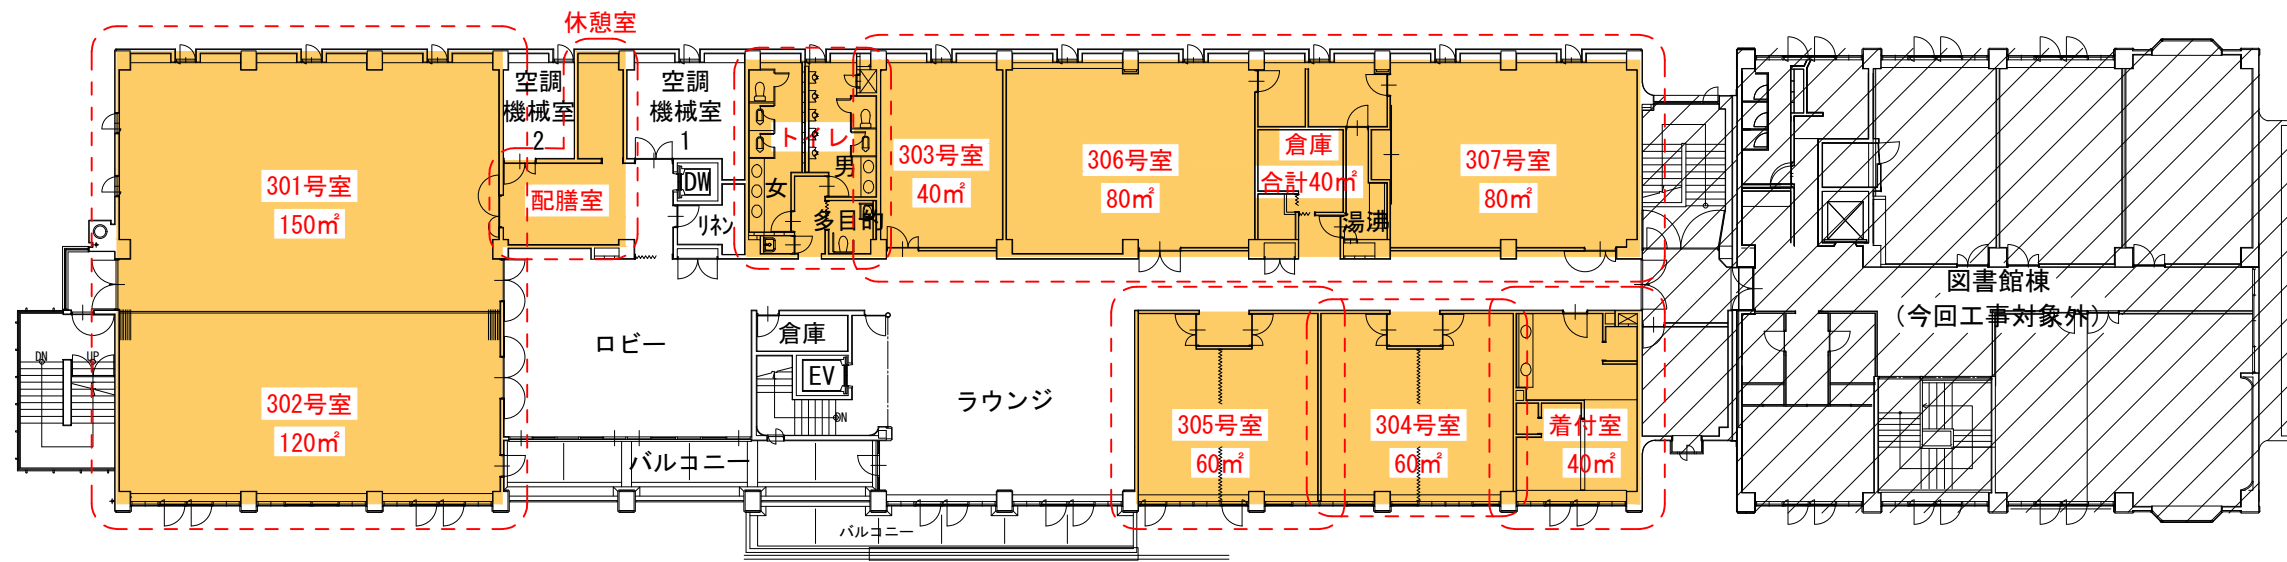 休憩室
空調
機械室
2
空調
機械室
1
トイレ
303号室
40㎡
306号室
80㎡
倉庫
合計40㎡
307号室
80㎡
301号室
150㎡
配膳室
DW
リネン
女
男
多目的
湯沸
図書館棟
(今回工事対象外)
DN
UP
302号室
120㎡
ロビー
倉庫
EV
DN
ラウンジ
305号室
60㎡
304号室
60㎡
着付室
40㎡
バルコニー
バルコニー